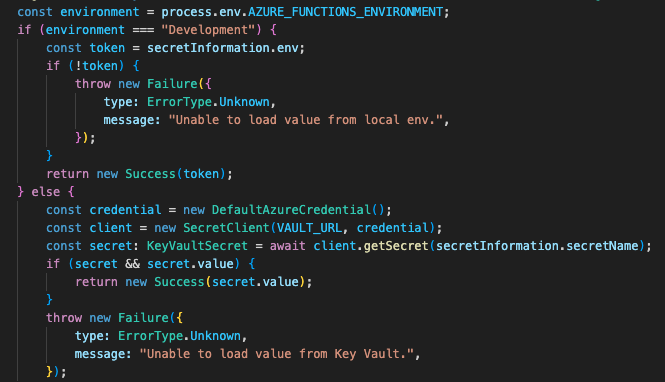 const environment = process.env.AZURE_FUNCTIONS_ENVIRONMENT;
if (environment === "Development") {
    const token = secretInformation.env;
    if (!token) {
        throw new Failure({
            type: ErrorType.Unknown,
            message: "Unable to load value from local env.",
        });
    }
    return new Success(token);
} else {
    const credential = new DefaultAzureCredential();
    const client = new SecretClient(VAULT_URL, credential);
    const secret: KeyVaultSecret = await client.getSecret(secretInformation.secretName);
    if (secret && secret.value) {
        return new Success(secret.value);
    }
    throw new Failure({
        type: ErrorType.Unknown,
        message: "Unable to load value from Key Vault.",
    });